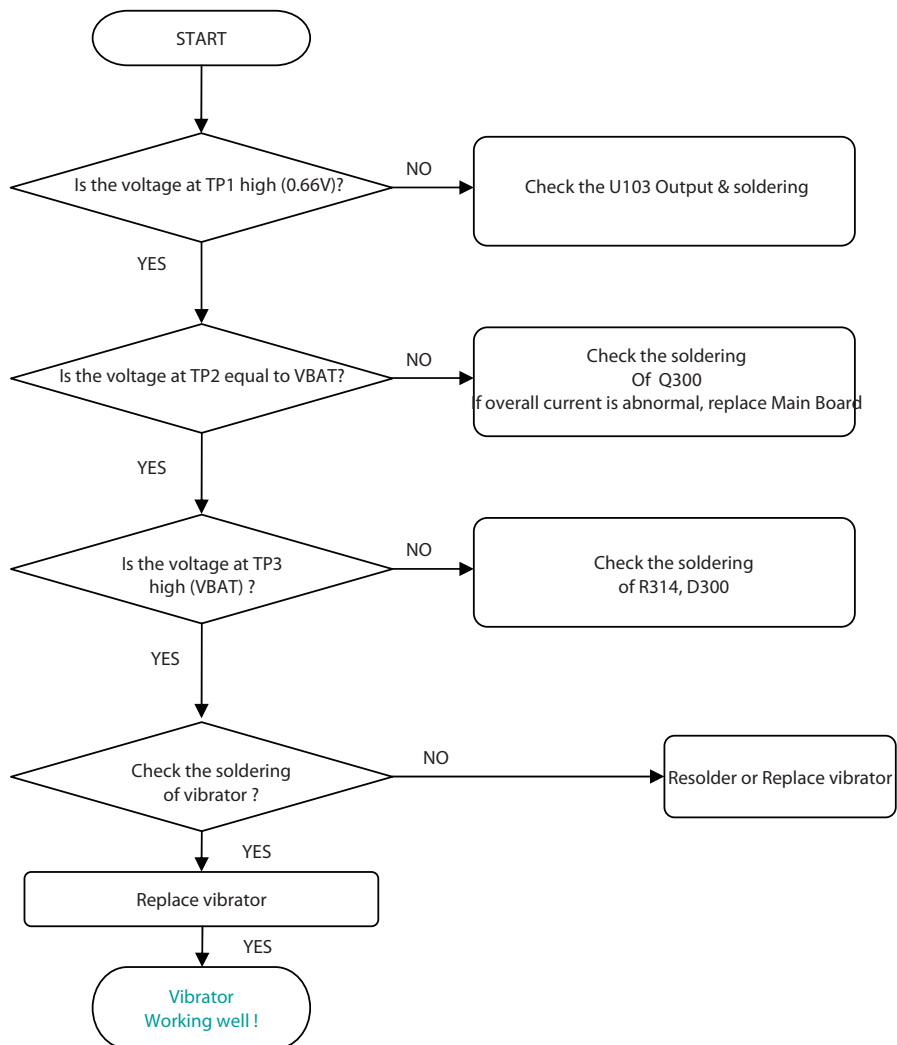 START
Is the voltage at TP1 high (0.66V)?
NO
Check the U103 Output & soldering
YES
Is the voltage at TP2 equal to VBAT?
NO
Check the soldering
Of Q300
If overall current is abnormal, replace Main Board
YES
Is the voltage at TP3
high (VBAT) ?
NO
Check the soldering
of R314, D300
YES
Check the soldering
of vibrator ?
NO
Resolder or Replace vibrator
YES
Replace vibrator
YES
Vibrator
Working well !